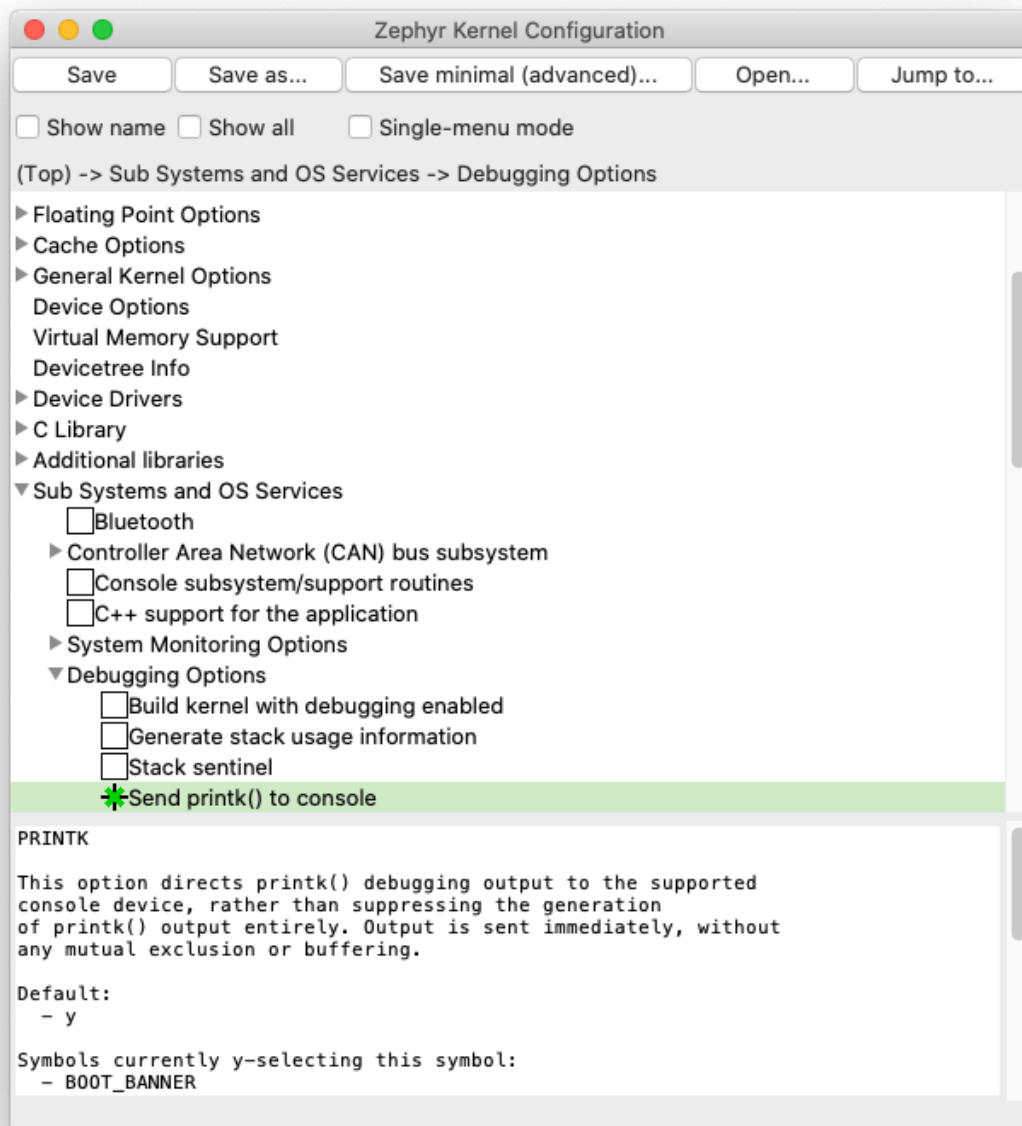 Zephyr Kernel Configuration
Save Save as... Save minimal (advanced)... Open... Jump to...
Show name Show all Single-menu mode
(Top) -> Sub Systems and OS Services -> Debugging Options
Floating Point Options
Cache Options
General Kernel Options
Device Options
Virtual Memory Support
Devicetree Info
Device Drivers
C Library
Additional libraries
Sub Systems and OS Services
Bluetooth
Controller Area Network (CAN) bus subsystem
Console subsystem/support routines
C++ support for the application
System Monitoring Options
Debugging Options
Build kernel with debugging enabled
Generate stack usage information
Stack sentinel
Send printk() to console
PRINTK
This option directs printk() debugging output to the supported
console device, rather than suppressing the generation
of printk() output entirely. Output is sent immediately, without
any mutual exclusion or buffering.
Default:
- y
Symbols currently y-selecting this symbol:
- BOOT_BANNER